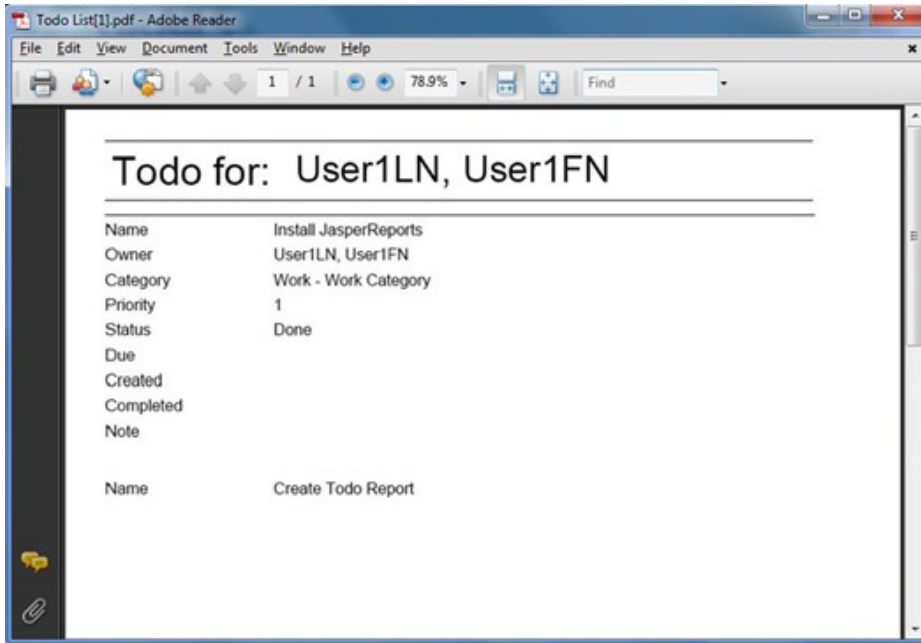 Todo List[1].pdf - Adobe Reader
File Edit View Document Tools Window Help
1 / 1 78.9% Find
Todo for: User1LN, User1FN
Name Install JasperReports
Owner User1LN, User1FN
Category Work - Work Category
Priority 1
Status Done
Due
Created
Completed
Note
Name Create Todo Report